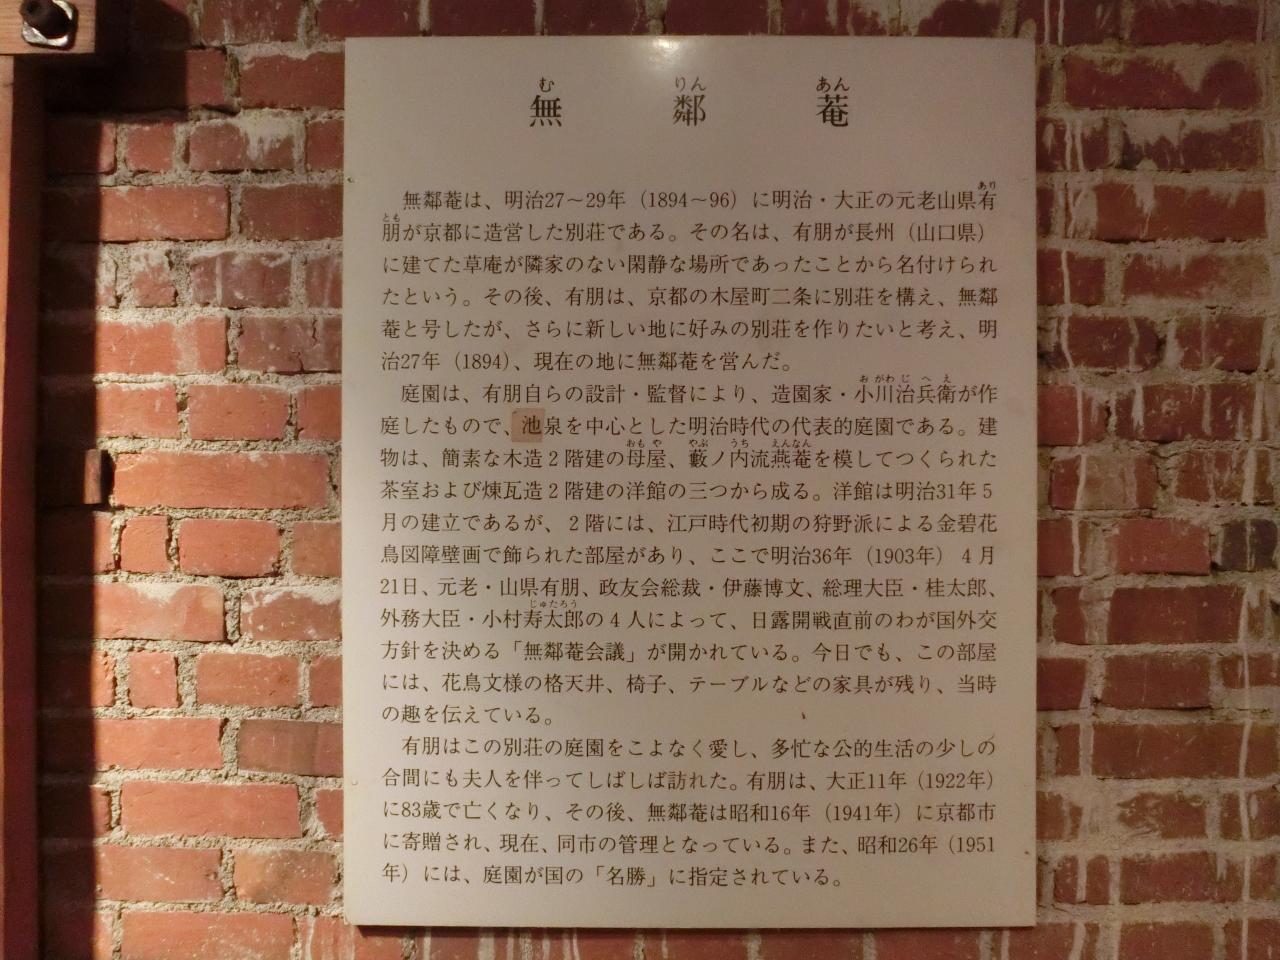 無鄰菴
無鄰菴は、明治27～29年（1894～96）に明治・大正の元老山県有
朋が京都に造営した別荘である。その名は、有朋が長州（山口県）
に建てた草庵が隣家のない閑静な場所であったことから名付けられ
たという。その後、有朋は、京都の木屋町二条に別荘を構え、無鄰
菴と号したが、さらに新しい地に好みの別荘を作りたいと考え、明
治27年（1894）、現在の地に無鄰菴を営んだ。
庭園は、有朋自らの設計・監督により、造園家・小川治兵衛が作
庭したもので、池泉を中心とした明治時代の代表的庭園である。建
物は、簡素な木造２階建の母屋、藪ノ内流燕菴を模してつくられた
茶室および煉瓦造２階建の洋館の三つから成る。洋館は明治31年５
月の建立であるが、２階には、江戸時代初期の狩野派による金碧花
鳥図障壁画で飾られた部屋があり、ここで明治36年（1903年）４月
21日、元老・山県有朋、政友会総裁・伊藤博文、総理大臣・桂太郎、
外務大臣・小村寿太郎の４人によって、日露開戦直前のわが国外交
方針を決める「無鄰菴会議」が開かれている。今日でも、この部屋
には、花鳥文様の格天井、椅子、テーブルなどの家具が残り、当時
の趣を伝えている。
有朋はこの別荘の庭園をこよなく愛し、多忙な公的生活の少しの
合間にも夫人を伴ってしばしば訪れた。有朋は、大正11年（1922年）
に83歳で亡くなり、その後、無鄰菴は昭和16年（1941年）に京都市
に寄贈され、現在、同市の管理となっている。また、昭和26年（1951
年）には、庭園が国の「名勝」に指定されている。